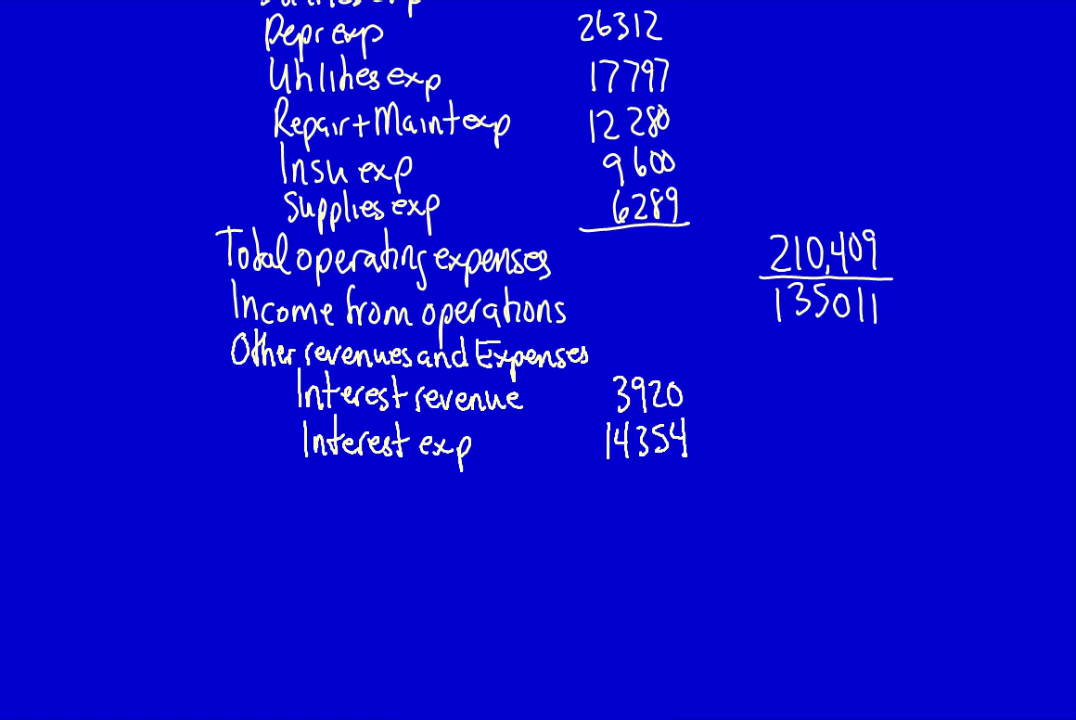 exp
Depr exp 26312
Utilities exp 17797
Repair + Maint exp 12280
Insu exp 9600
Supplies exp 6289
Total operating expenses 210,409
Income from operations 135011
Other revenues and Expenses
Interest revenue 3920
Interest exp 14354